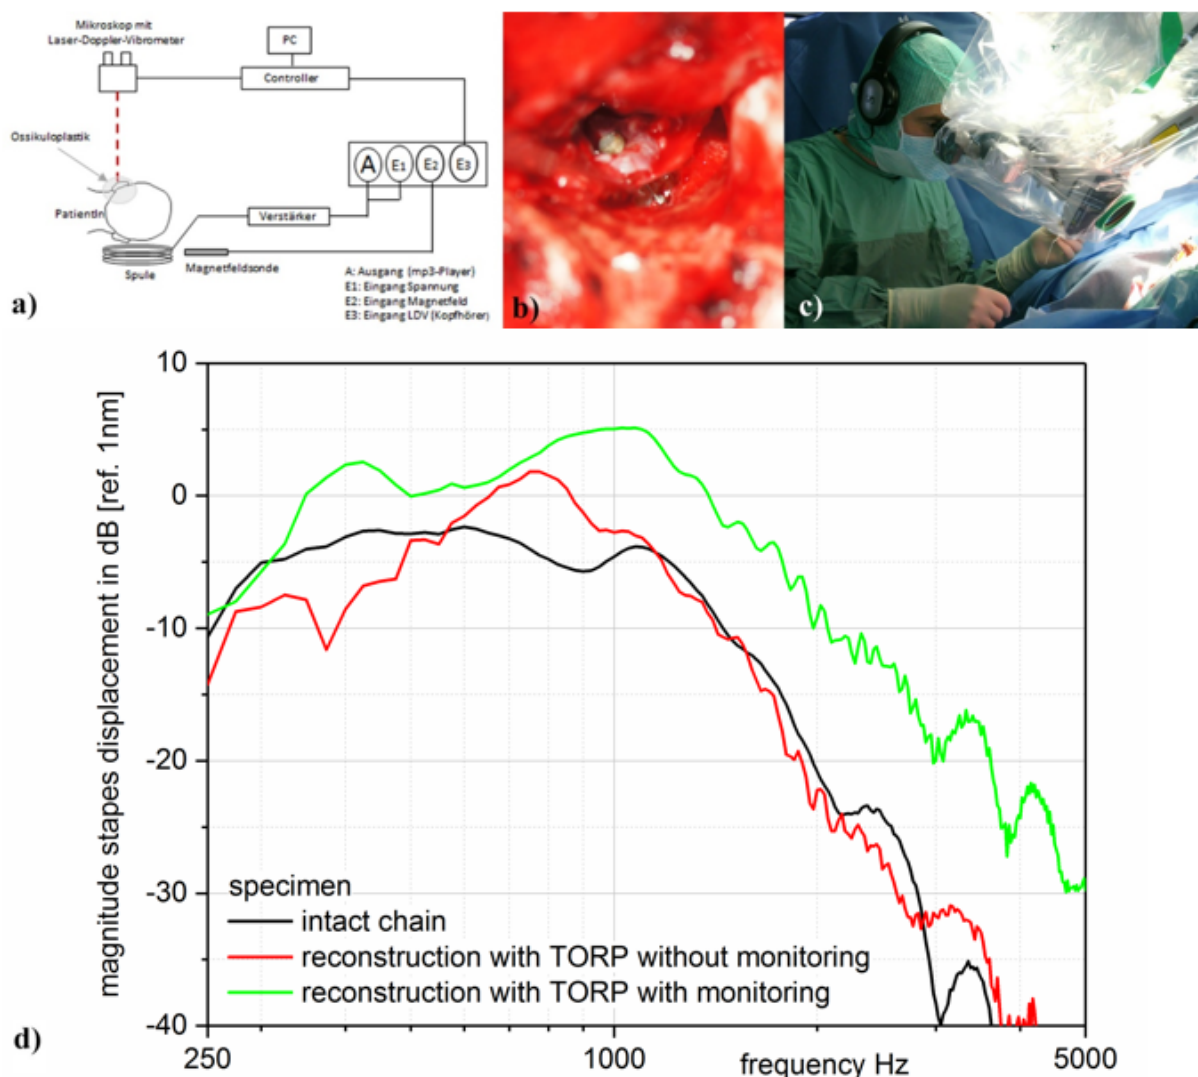 Mikroskop mit
Laser-Doppler-Vibrometer
PC
Controller
Ossikuloplastik
A
E1
E2
E3
PatientIn
Verstärker
Spule
Magnetfeldsonde
A: Ausgang (mp3-Player)
E1: Eingang Spannung
E2: Eingang Magnetfeld
E3: Eingang LDV (Kopfhörer)
a)
b)
c)
magnitude stapes displacement in dB [ref. 1nm]
10
0
-10
-20
-30
-40
specimen
intact chain
reconstruction with TORP without monitoring
reconstruction with TORP with monitoring
d)
250
1000
frequency Hz
5000